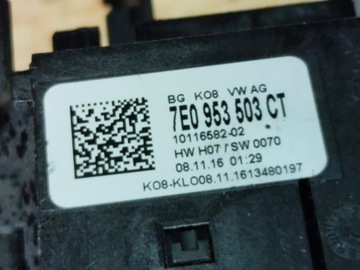 BG K08 VW AG
7E0 953 503 CT
10116582-02
HW H07 SW 0070
08.11.16 01:29
K08-KLO08.11.1613480197